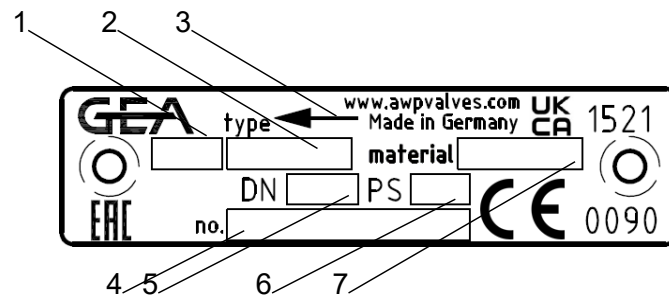 1 2 3
GEA type www.awpvalves.com UK CA 1521
Made in Germany
material
DN PS CE 0090
EAC no.
4 5 6 7